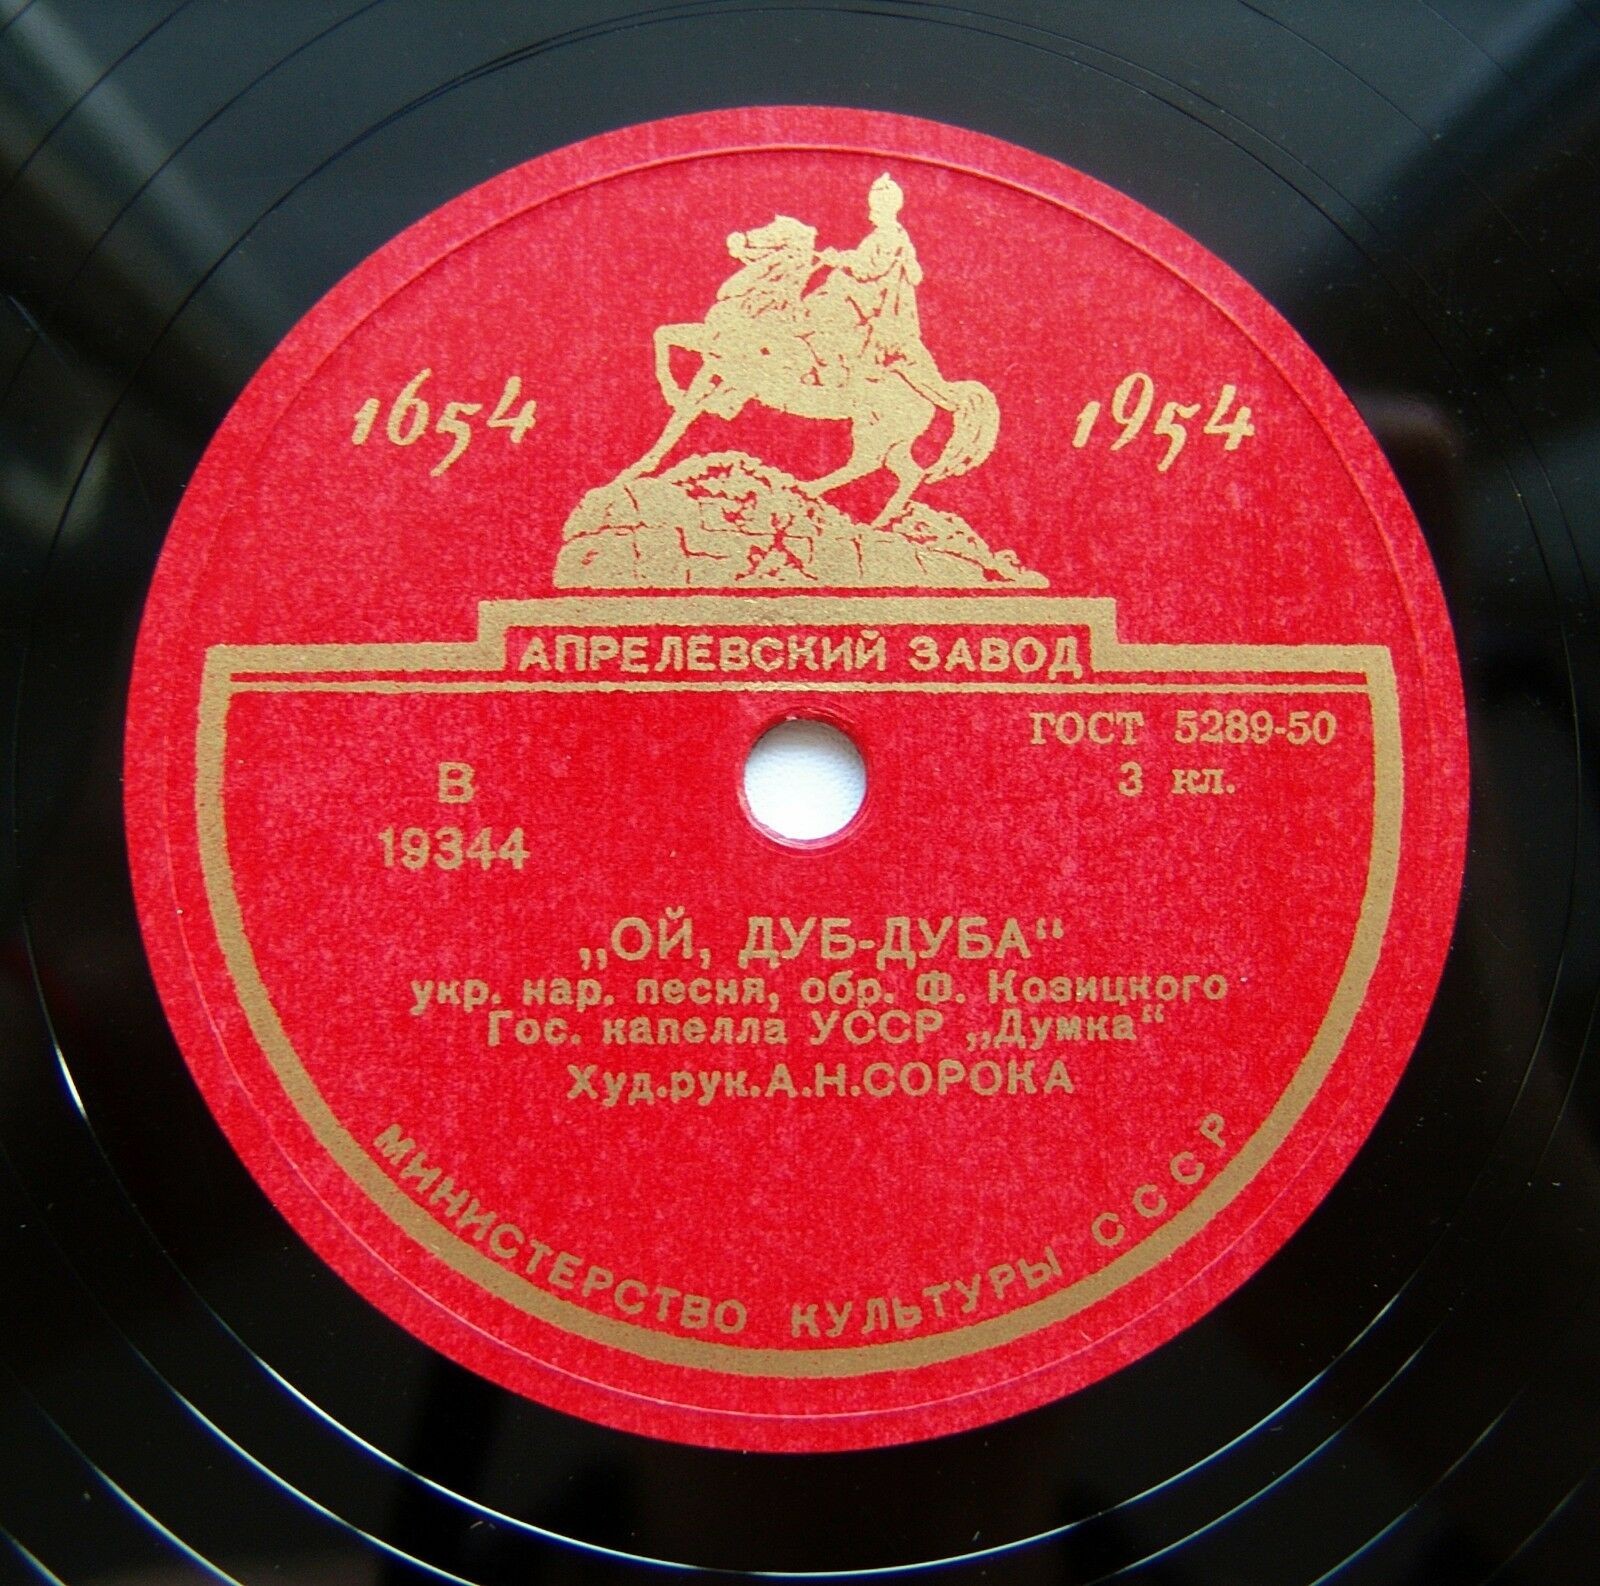 1654 1954
АПРЕЛЕВСКИЙ ЗАВОД
ГОСТ 5289-50
3 кл.
В
19344
„ОЙ, ДУБ-ДУБА“
укр. нар. песня, обр. Ф. Козицкого
Гос. капелла УССР „Думка“
Худ.рук.А.Н.СОРОКА
МИНИСТЕРСТВО КУЛЬТУРЫ СССР